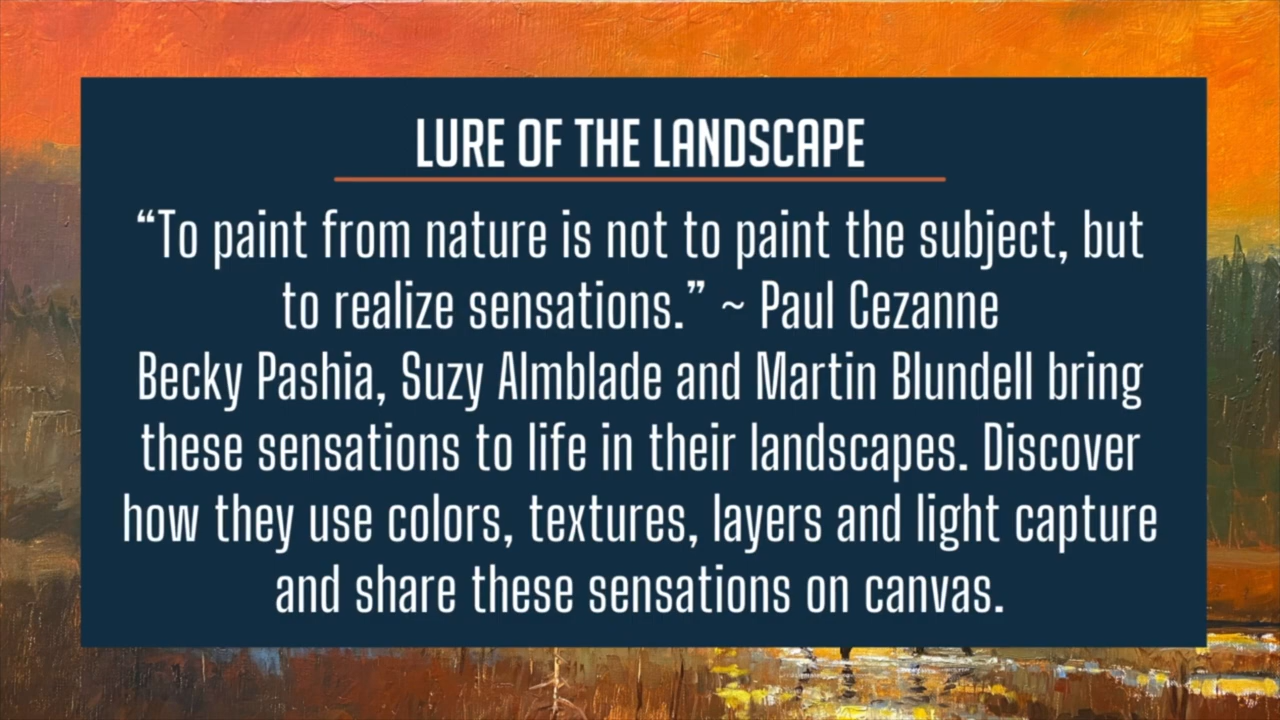 LURE OF THE LANDSCAPE
“To paint from nature is not to paint the subject, but
to realize sensations.” ~ Paul Cezanne
Becky Pashia, Suzy Almblade and Martin Blundell bring
these sensations to life in their landscapes. Discover
how they use colors, textures, layers and light capture
and share these sensations on canvas.